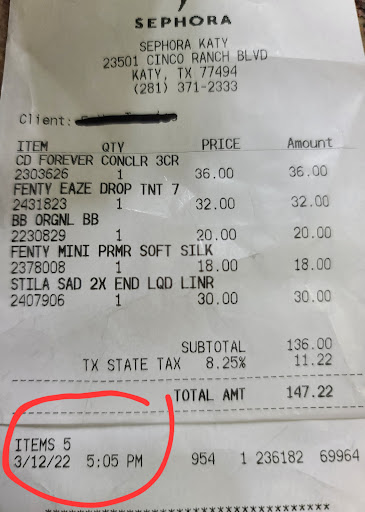 SEPHORA
SEPHORA KATY
23501 CINCO RANCH BLVD
KATY, TX 77494
(281) 371-2333
Client:
ITEM QTY PRICE Amount
CD FOREVER CONCLR 3CR
2303626 1 36.00 36.00
FENTY EAZE DROP TNT 7
2431823 1 32.00 32.00
BB ORGNL BB
2230829 1 20.00 20.00
FENTY MINI PRMR SOFT SILK
2378008 1 18.00 18.00
STILA SAD 2X END LQD LINR
2407906 1 30.00 30.00
SUBTOTAL 136.00
TX STATE TAX 8.25% 11.22
TOTAL AMT 147.22
ITEMS 5
3/12/22 5:05 PM 954 1 236182 69964